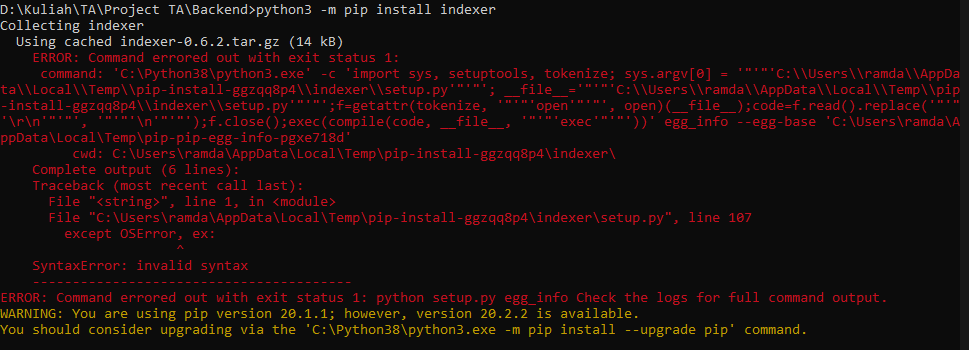 D:\Kuliah\TA\Project TA\Backend>python3 -m pip install indexer
Collecting indexer
  Using cached indexer-0.6.2.tar.gz (14 kB)
    ERROR: Command errored out with exit status 1:
     command: 'C:\Python38\python3.exe' -c 'import sys, setuptools, tokenize; sys.argv[0] = '"'"'C:\\Users\\ramda\\AppDa
ta\\Local\\Temp\\pip-install-ggzqq8p4\\indexer\\setup.py'"'"'; __file__='"'"'C:\\Users\\ramda\\AppData\\Local\\Temp\\pip
-install-ggzqq8p4\\indexer\\setup.py'"'"';f=getattr(tokenize, '"'"'open'"'"', open)(__file__);code=f.read().replace('"'"
'\r\n'"'"', '"'"'\n'"'"');f.close();exec(compile(code, __file__, '"'"'exec'"'"'))' egg_info --egg-base 'C:\Users\ramda\A
ppData\Local\Temp\pip-pip-egg-info-pgxe718d'
         cwd: C:\Users\ramda\AppData\Local\Temp\pip-install-ggzqq8p4\indexer\
    Complete output (6 lines):
    Traceback (most recent call last):
      File "<string>", line 1, in <module>
      File "C:\Users\ramda\AppData\Local\Temp\pip-install-ggzqq8p4\indexer\setup.py", line 107
        except OSError, ex:
                      ^
    SyntaxError: invalid syntax
    ----------------------------------------
ERROR: Command errored out with exit status 1: python setup.py egg_info Check the logs for full command output.
WARNING: You are using pip version 20.1.1; however, version 20.2.2 is available.
You should consider upgrading via the 'C:\Python38\python3.exe -m pip install --upgrade pip' command.